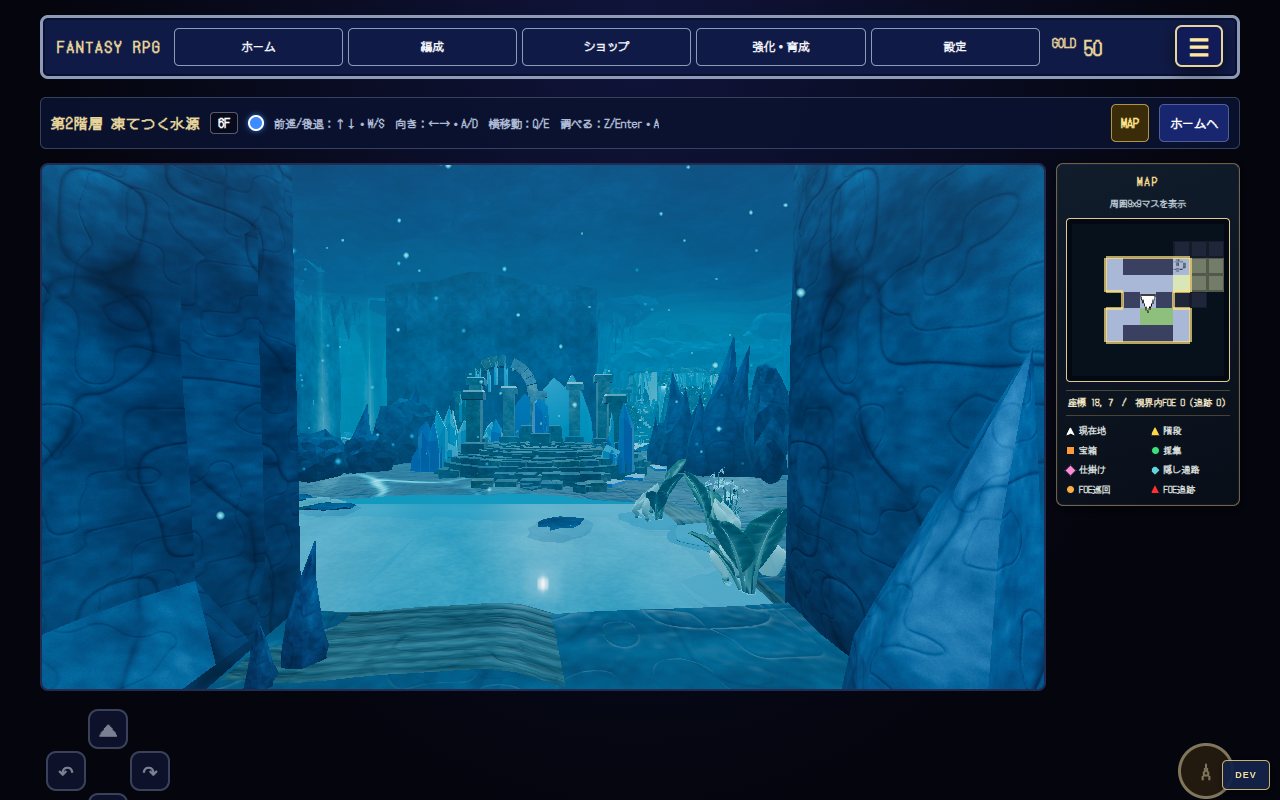 FANTASY RPG
ホーム
編成
ショップ
強化・育成
設定
GOLD 50
第2階層 凍てつく水源
6F
前進/後退：↑↓・W/S 向き：←→・A/D 横移動：Q/E 調べる：Z/Enter・A
MAP
ホームへ
MAP
周囲9x9マスを表示
座標 18, 7 / 視界内FOE 0 (追跡 0)
現在地
階段
宝箱
採集
仕掛け
隠し通路
FOE巡回
FOE追跡
A
DEV